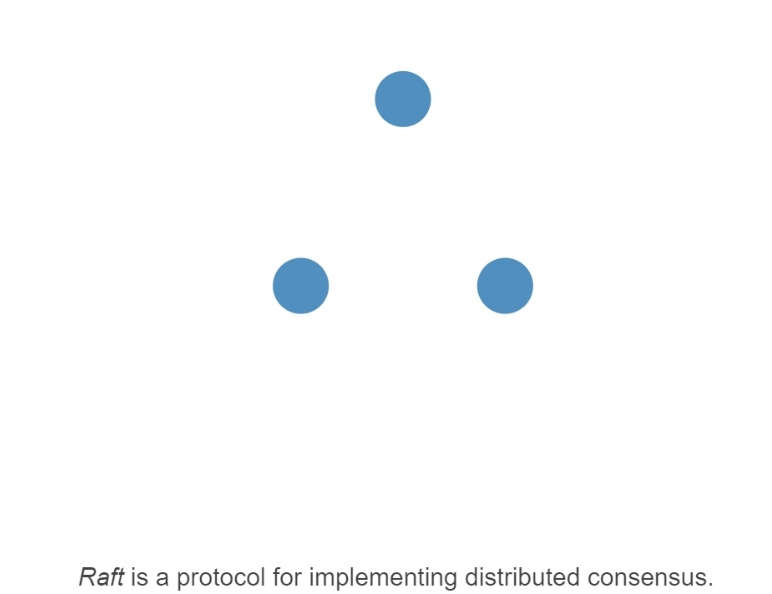 Raft is a protocol for implementing distributed consensus.